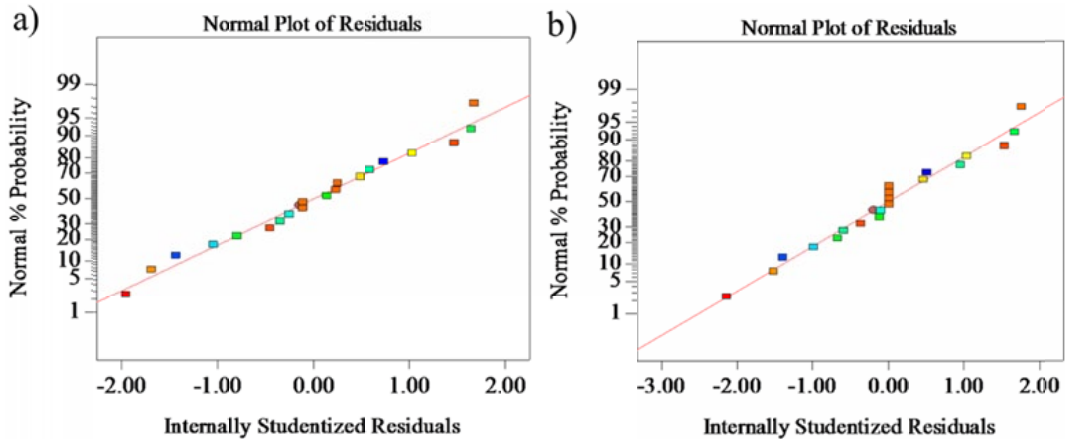 a)
Normal Plot of Residuals
Normal % Probability
99
95
90
80
70
50
30
20
10
5
1
-2.00 -1.00 0.00 1.00 2.00
Internally Studentized Residuals
b)
Normal Plot of Residuals
Normal % Probability
99
95
90
80
70
50
30
20
10
5
1
-3.00 -2.00 -1.00 0.00 1.00 2.00
Internally Studentized Residuals